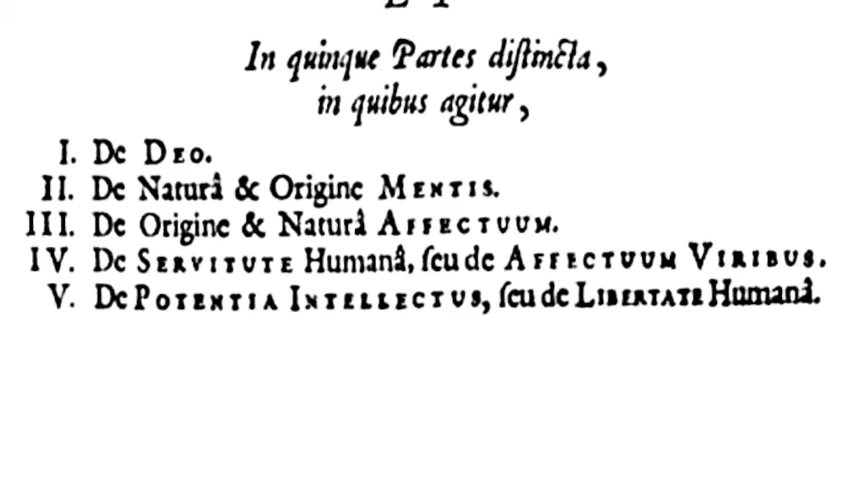 ET
In quinque Partes diſtincta,
in quibus agitur,
I. De DEO.
II. De Naturâ & Origine MENTIS.
III. De Origine & Naturâ AFFECTUUM.
IV. De SERVITUTE Humanâ, ſeu de AFFECTUUM VIRIBUS.
V. De POTENTIA INTELLECTUS, ſeu de LIBERTATE Humanâ.